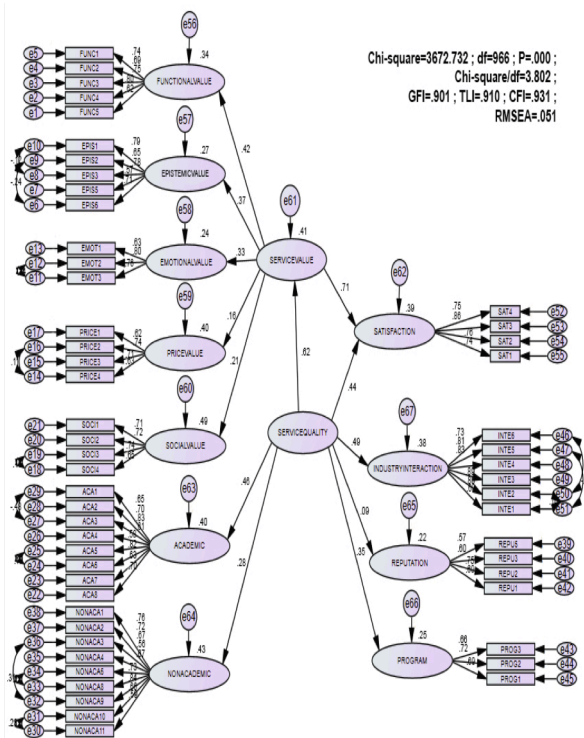 Chi-square=3672.732 ; df=966 ; P=.000 ;
Chi-square/df=3.802 ;
GFI=.901 ; TLI=.910 ; CFI=.931 ;
RMSEA=.051
e56
.34
FUNCTIONALVALUE
e5 FUNC1 .74
e4 FUNC2 .69
e3 FUNC3 .75
e2 FUNC4
e1 FUNC5 .62
.42
e57
.27
EPISTEMICVALUE
e10 EPIS1 .79
e9 EPIS2 .65
e8 EPIS3 .78
e7 EPIS5
e6 EPIS6
-.24
.37
e58
.24
EMOTIONALVALUE
e13 EMOT1 .63
e12 EMOT2 .80
e11 EMOT3
.33
e61
.41
SERVICEVALUE
e59
.40
PRICEVALUE
e17 PRICE1 .62
e16 PRICE2 .74
e15 PRICE3
e14 PRICE4
.16
.21
.71
e62
.39
SATISFACTION
.75 SAT4 e52
.86 SAT3 e53
.76 SAT2 e54
.74 SAT1 e55
e60
.49
SOCIALVALUE
e21 SOCI1 .71
e20 SOCI2 .72
e19 SOCI3 .74
e18 SOCI4
.62
.44
SERVICEQUALITY
e67
.38
INDUSTRYINTERACTION
.49
.73 INTE6 e46
.81 INTE5 e47
.83 INTE4 e48
INTE3 e49
INTE2 e50
INTE1 e51
e63
.40
ACADEMIC
.46
e29 ACA1 .65
e28 ACA2 .70
e27 ACA3 .83
e26 ACA4
e25 ACA5
e24 ACA6
e23 ACA7
e22 ACA8
e65
.22
REPUTATION
.09
.57 REPU5 e39
.60 REPU3 e40
REPU2 e41
REPU1 e42
.35
.28
e64
.43
NONACADEMIC
e38 NONACA1 .76
e37 NONACA2 .72
e36 NONACA3 .67
e35 NONACA4 .56
e34 NONACA5
e33 NONACA8
e32 NONACA9
e31 NONACA10
e30 NONACA11
e66
.25
PROGRAM
.66 PROG3 e43
.72 PROG2 e44
PROG1 e45